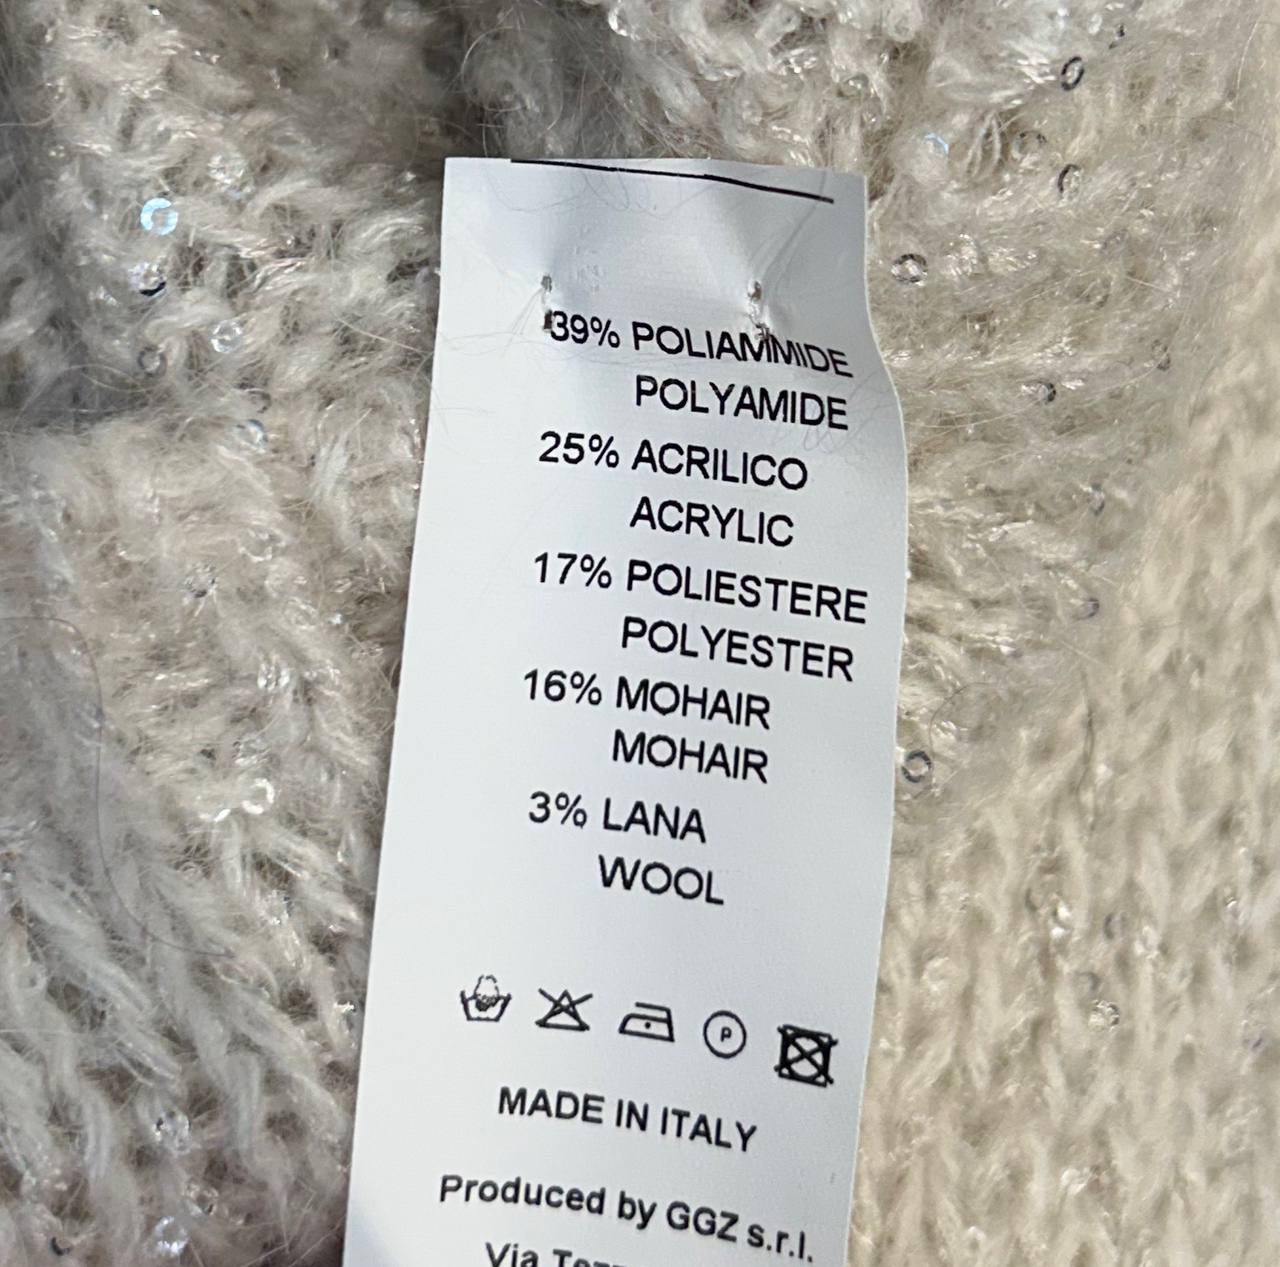 39% POLIAMMIDE
POLYAMIDE
25% ACRILICO
ACRYLIC
17% POLIESTERE
POLYESTER
16% MOHAIR
MOHAIR
3% LANA
WOOL
P
MADE IN ITALY
Produced by GGZ s.r.l.
Via